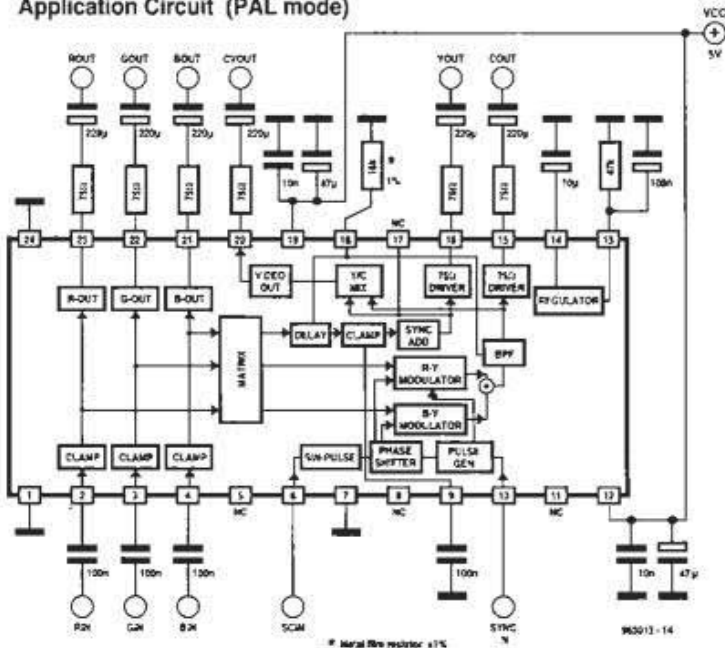 Application Circuit (PAL mode)
VCC
5V
ROUT GOUT BOUT CVOUT YOUT COUT
220µ 220µ 220µ 220µ 220µ 220µ
10n 47µ 10µ 100n
75Ω 75Ω 75Ω 75Ω 75Ω 75Ω
*
1%
NC
24 23 22 21 20 19 18 17 16 15 14 13
R-OUT G-OUT B-OUT
VIDEO OUT
Y/C MIX
75Ω DRIVER
75Ω DRIVER
REGULATOR
MATRIX
DELAY CLAMP SYNC ADD
BPF
R-Y MODULATOR
B-Y MODULATOR
CLAMP CLAMP CLAMP
SIN-PULSE
PHASE SHIFTER
PULSE GEN
1 2 3 4 5 6 7 8 9 10 11 12
NC NC NC
100n 100n 100n 100n 10n 47µ
RIN GIN BIN SCIN SYNC IN
* Metal film resistor ±1%